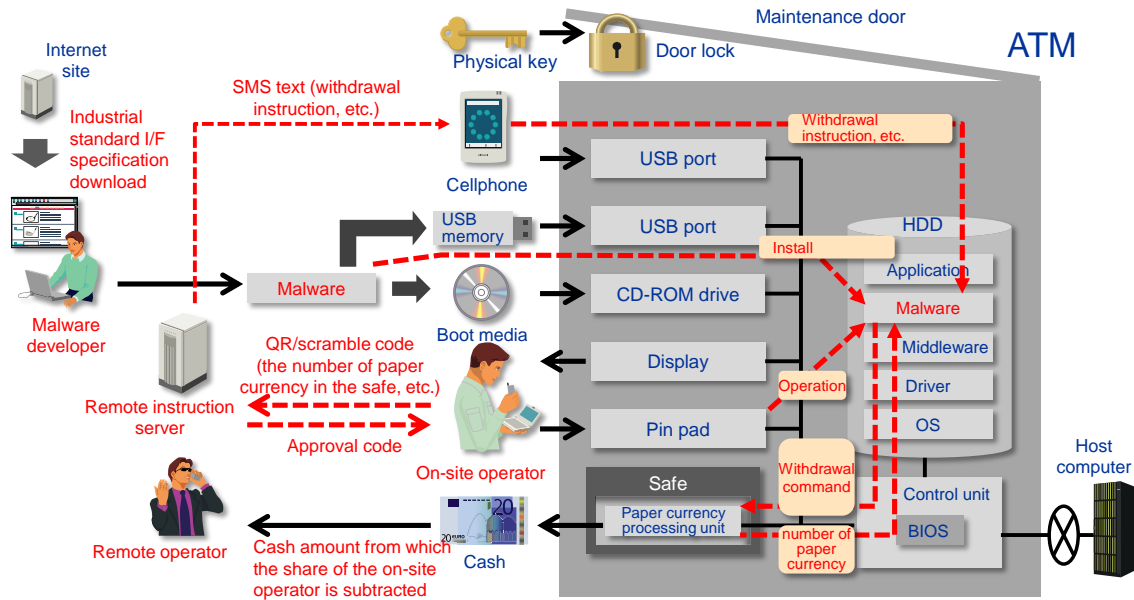 Maintenance door
ATM
Physical key
Door lock
Internet
site
Industrial
standard I/F
specification
download
SMS text (withdrawal
instruction, etc.)
Cellphone
Withdrawal
instruction, etc.
USB port
USB
memory
USB port
HDD
Install
Application
Malware
Malware
developer
Boot media
CD-ROM drive
Malware
QR/scramble code
(the number of paper
currency in the safe, etc.)
Display
Middleware
Operation
Driver
Remote instruction
server
Approval code
Pin pad
OS
On-site operator
Host
computer
Safe
Withdrawal
command
Control unit
Paper currency
processing unit
BIOS
20
20 EURO
number of
paper
currency
Remote operator
Cash
Cash amount from which
the share of the on-site
operator is subtracted